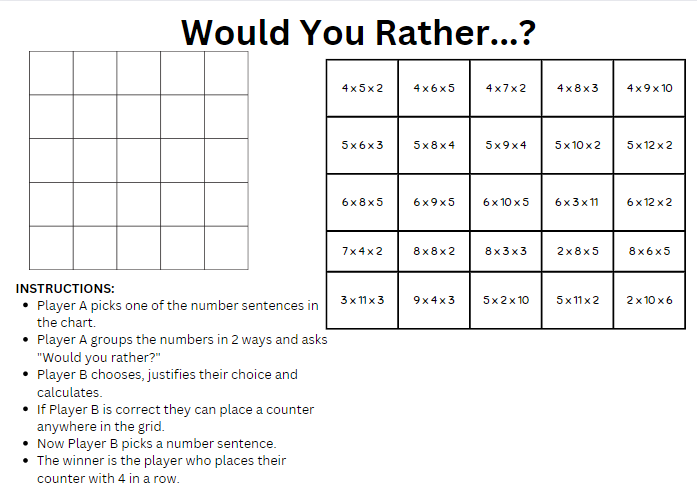 Would You Rather...?
4 x 5 x 2 4 x 6 x 5 4 x 7 x 2 4 x 8 x 3 4 x 9 x 10
5 x 6 x 3 5 x 8 x 4 5 x 9 x 4 5 x 10 x 2 5 x 12 x 2
6 x 8 x 5 6 x 9 x 5 6 x 10 x 5 6 x 3 x 11 6 x 12 x 2
7 x 4 x 2 8 x 8 x 2 8 x 3 x 3 2 x 8 x 5 8 x 6 x 5
3 x 11 x 3 9 x 4 x 3 5 x 2 x 10 5 x 11 x 2 2 x 10 x 6
INSTRUCTIONS:
• Player A picks one of the number sentences in
the chart.
• Player A groups the numbers in 2 ways and asks
"Would you rather?"
• Player B chooses, justifies their choice and
calculates.
• If Player B is correct they can place a counter
anywhere in the grid.
• Now Player B picks a number sentence.
• The winner is the player who places their
counter with 4 in a row.